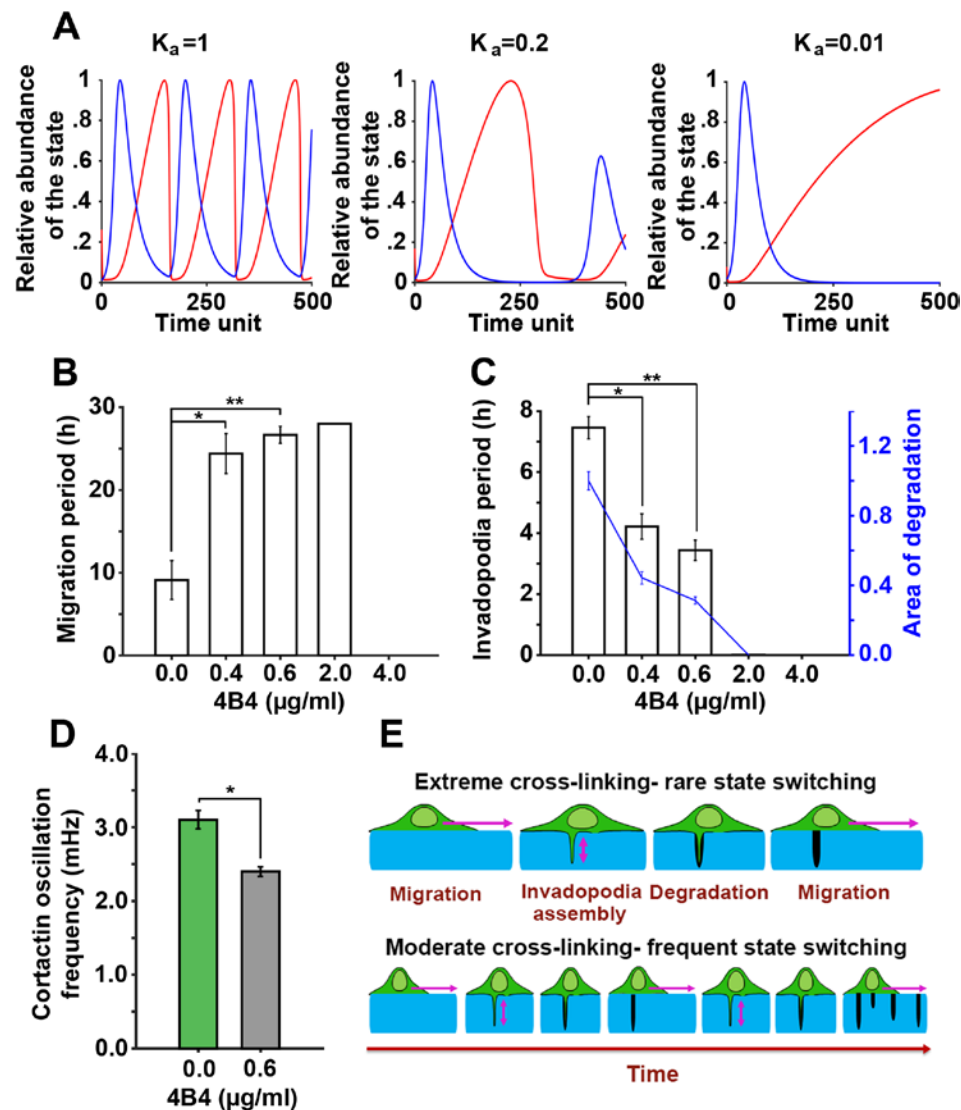 A
Ka=1
Ka=0.2
Ka=0.01
Relative abundance
of the state
1
.8
.6
.4
.2
0
0
250
500
Time unit
Relative abundance
of the state
1
.8
.6
.4
.2
0
0
250
500
Time unit
Relative abundance
of the state
1
.8
.6
.4
.2
0
0
250
500
Time unit
B
Migration period (h)
30
20
10
0
*
**
0.0 0.4 0.6 2.0 4.0
4B4 (µg/ml)
C
Invadopodia period (h)
8
6
4
2
0
**
*
1.2
0.8
0.4
0.0
Area of degradation
0.0 0.4 0.6 2.0 4.0
4B4 (µg/ml)
D
Cortactin oscillation
frequency (mHz)
4.0
3.0
2.0
1.0
0.0
*
0.0 0.6
4B4 (µg/ml)
E
Extreme cross-linking- rare state switching
Migration
Invadopodia
assembly
Degradation
Migration
Moderate cross-linking- frequent state switching
Time